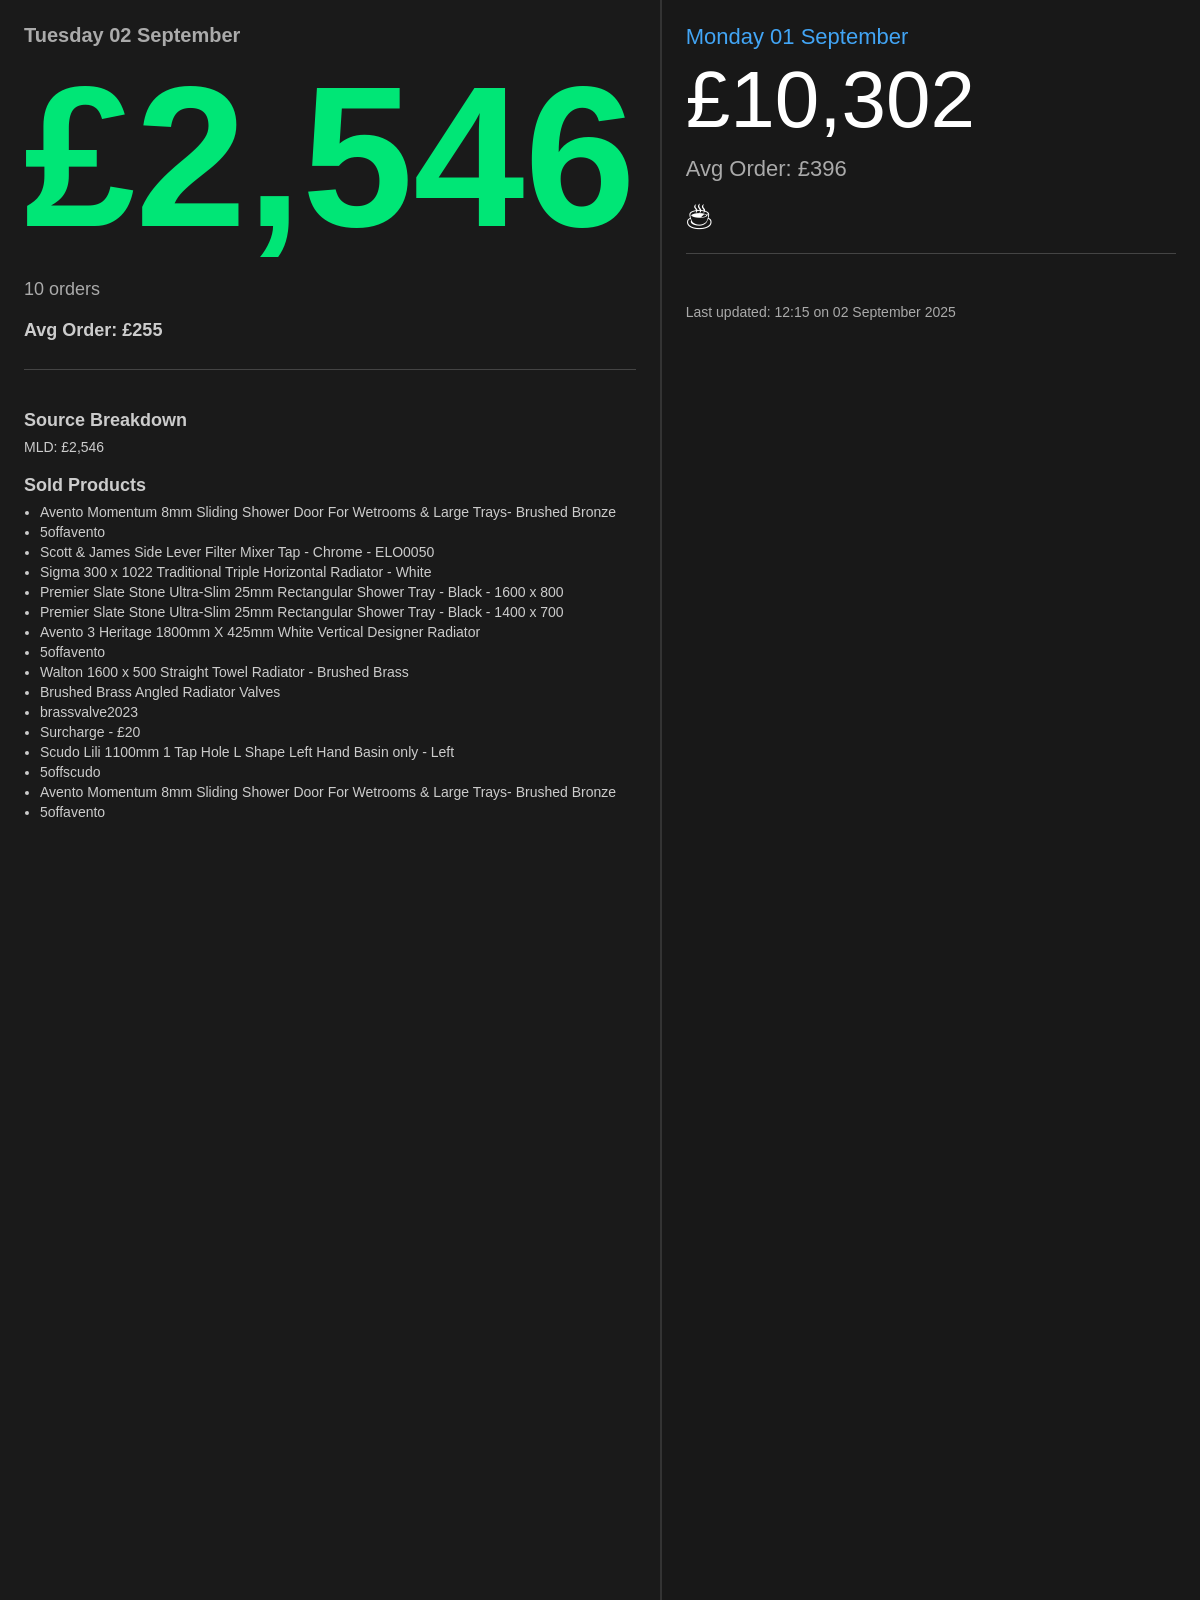 Tuesday 02 September
£2,546
10 orders
Avg Order: £255
Source Breakdown
MLD: £2,546
Sold Products
• Avento Momentum 8mm Sliding Shower Door For Wetrooms & Large Trays- Brushed Bronze
• 5offavento
• Scott & James Side Lever Filter Mixer Tap - Chrome - ELO0050
• Sigma 300 x 1022 Traditional Triple Horizontal Radiator - White
• Premier Slate Stone Ultra-Slim 25mm Rectangular Shower Tray - Black - 1600 x 800
• Premier Slate Stone Ultra-Slim 25mm Rectangular Shower Tray - Black - 1400 x 700
• Avento 3 Heritage 1800mm X 425mm White Vertical Designer Radiator
• 5offavento
• Walton 1600 x 500 Straight Towel Radiator - Brushed Brass
• Brushed Brass Angled Radiator Valves
• brassvalve2023
• Surcharge - £20
• Scudo Lili 1100mm 1 Tap Hole L Shape Left Hand Basin only - Left
• 5offscudo
• Avento Momentum 8mm Sliding Shower Door For Wetrooms & Large Trays- Brushed Bronze
• 5offavento
Monday 01 September
£10,302
Avg Order: £396
☕
Last updated: 12:15 on 02 September 2025